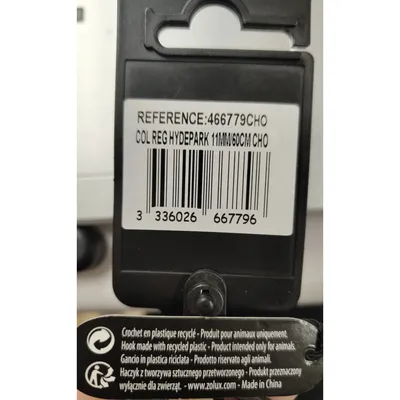 REFERENCE:466779CHO
COL REG HYDEPARK 11MM/60CM CHO
3 336026 667796
Crochet en plastique recyclé - Produit pour animaux uniquement.
Hook made with recycled plastic - Product intended only for animals.
Gancio in plastica riciclata - Prodotto riservato agli animali.
Haczyk z tworzywa sztucznego przetworzonego - Produkt przeznaczony
wyłącznie dla zwierząt. - www.zolux.com - Made in China